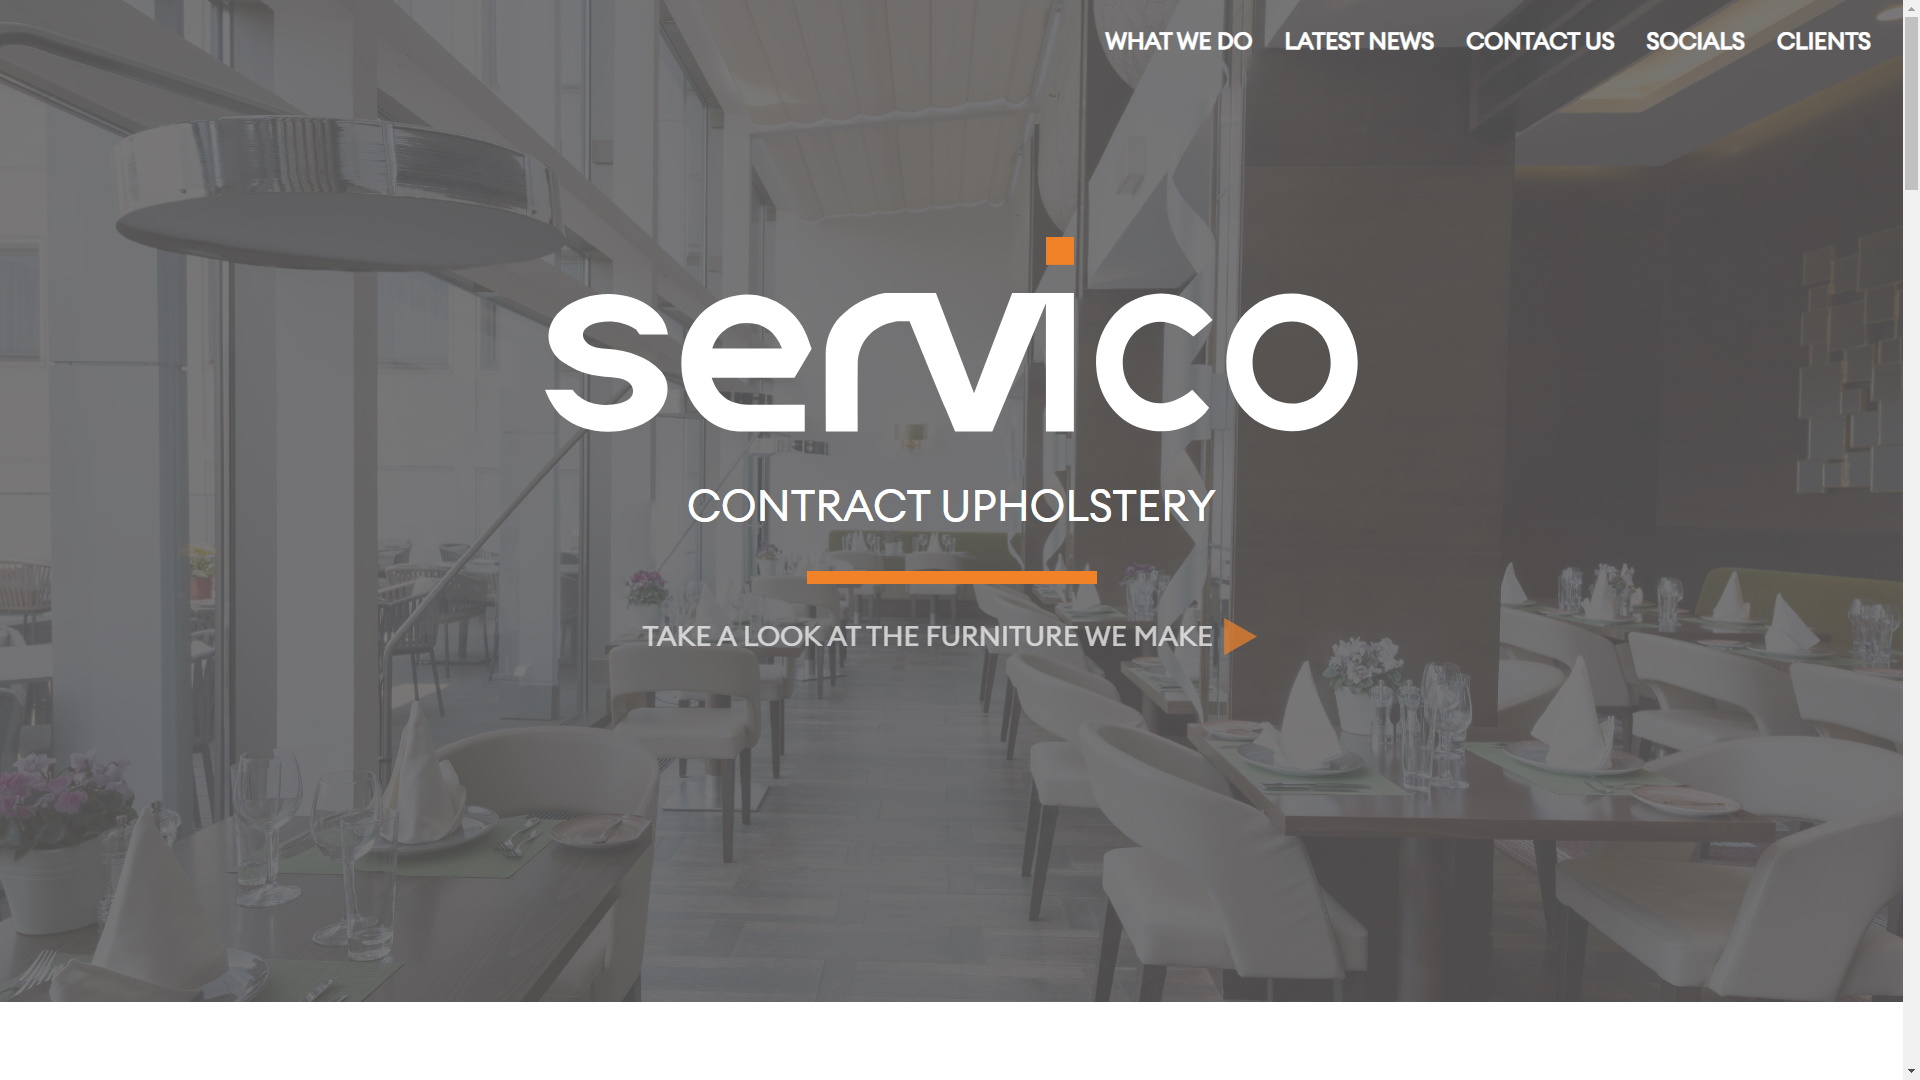 WHAT WE DO LATEST NEWS CONTACT US SOCIALS CLIENTS
servico
CONTRACT UPHOLSTERY
TAKE A LOOK AT THE FURNITURE WE MAKE